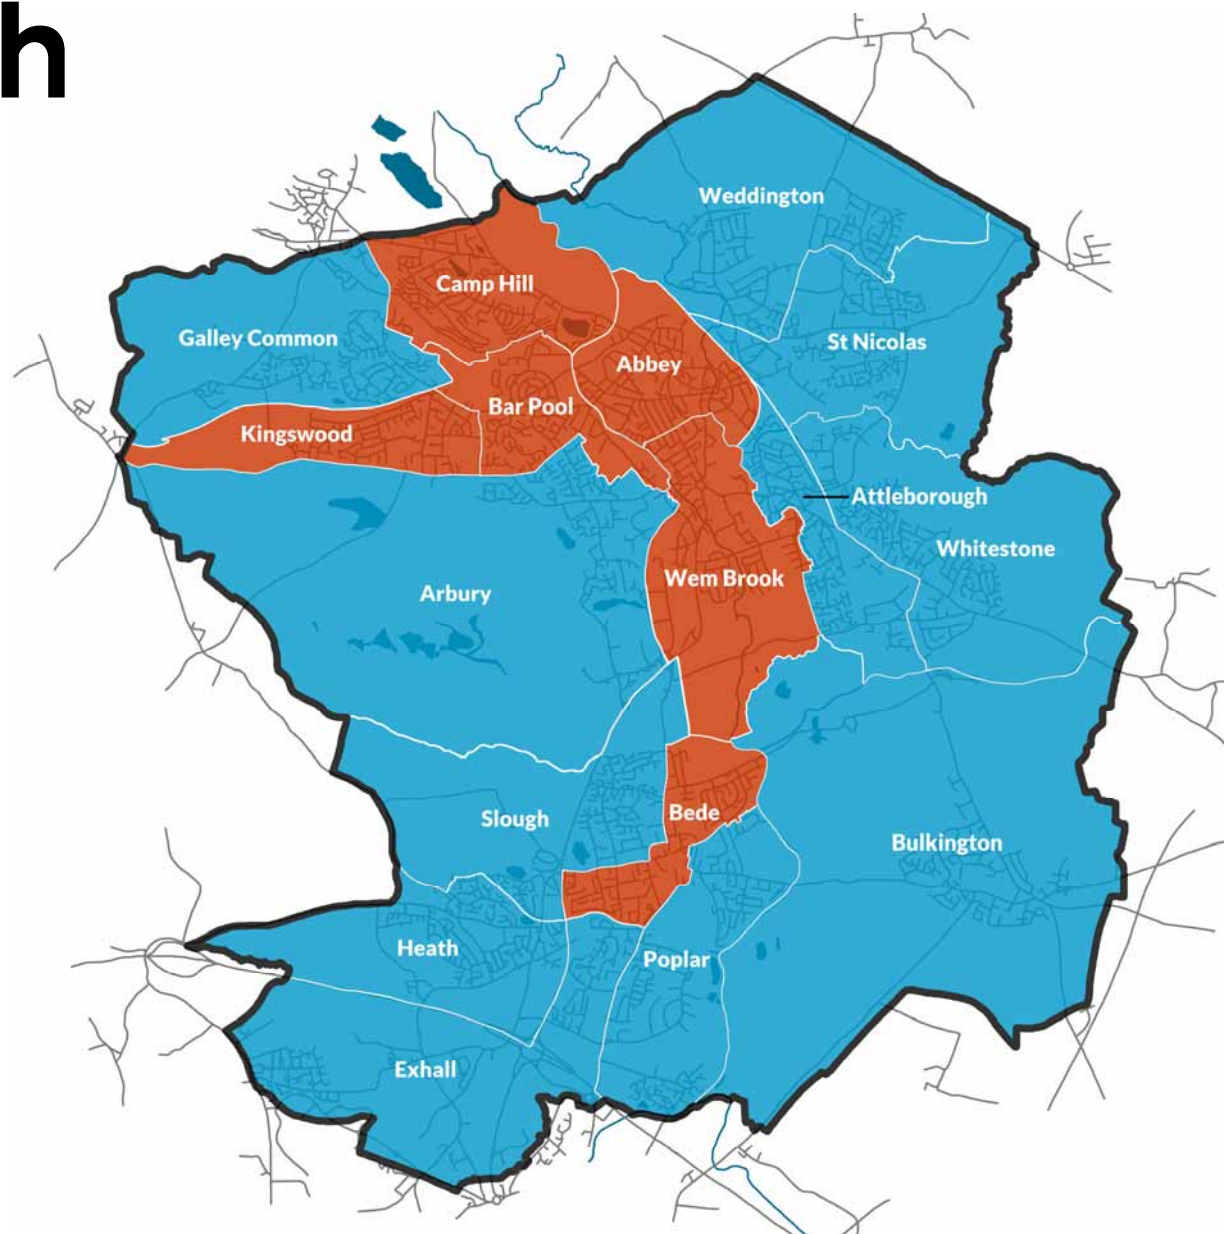 h
Weddington
Camp Hill
Galley Common
St Nicolas
Abbey
Bar Pool
Kingswood
Attleborough
Whitestone
Wem Brook
Arbury
Bede
Slough
Bulkington
Heath
Poplar
Exhall